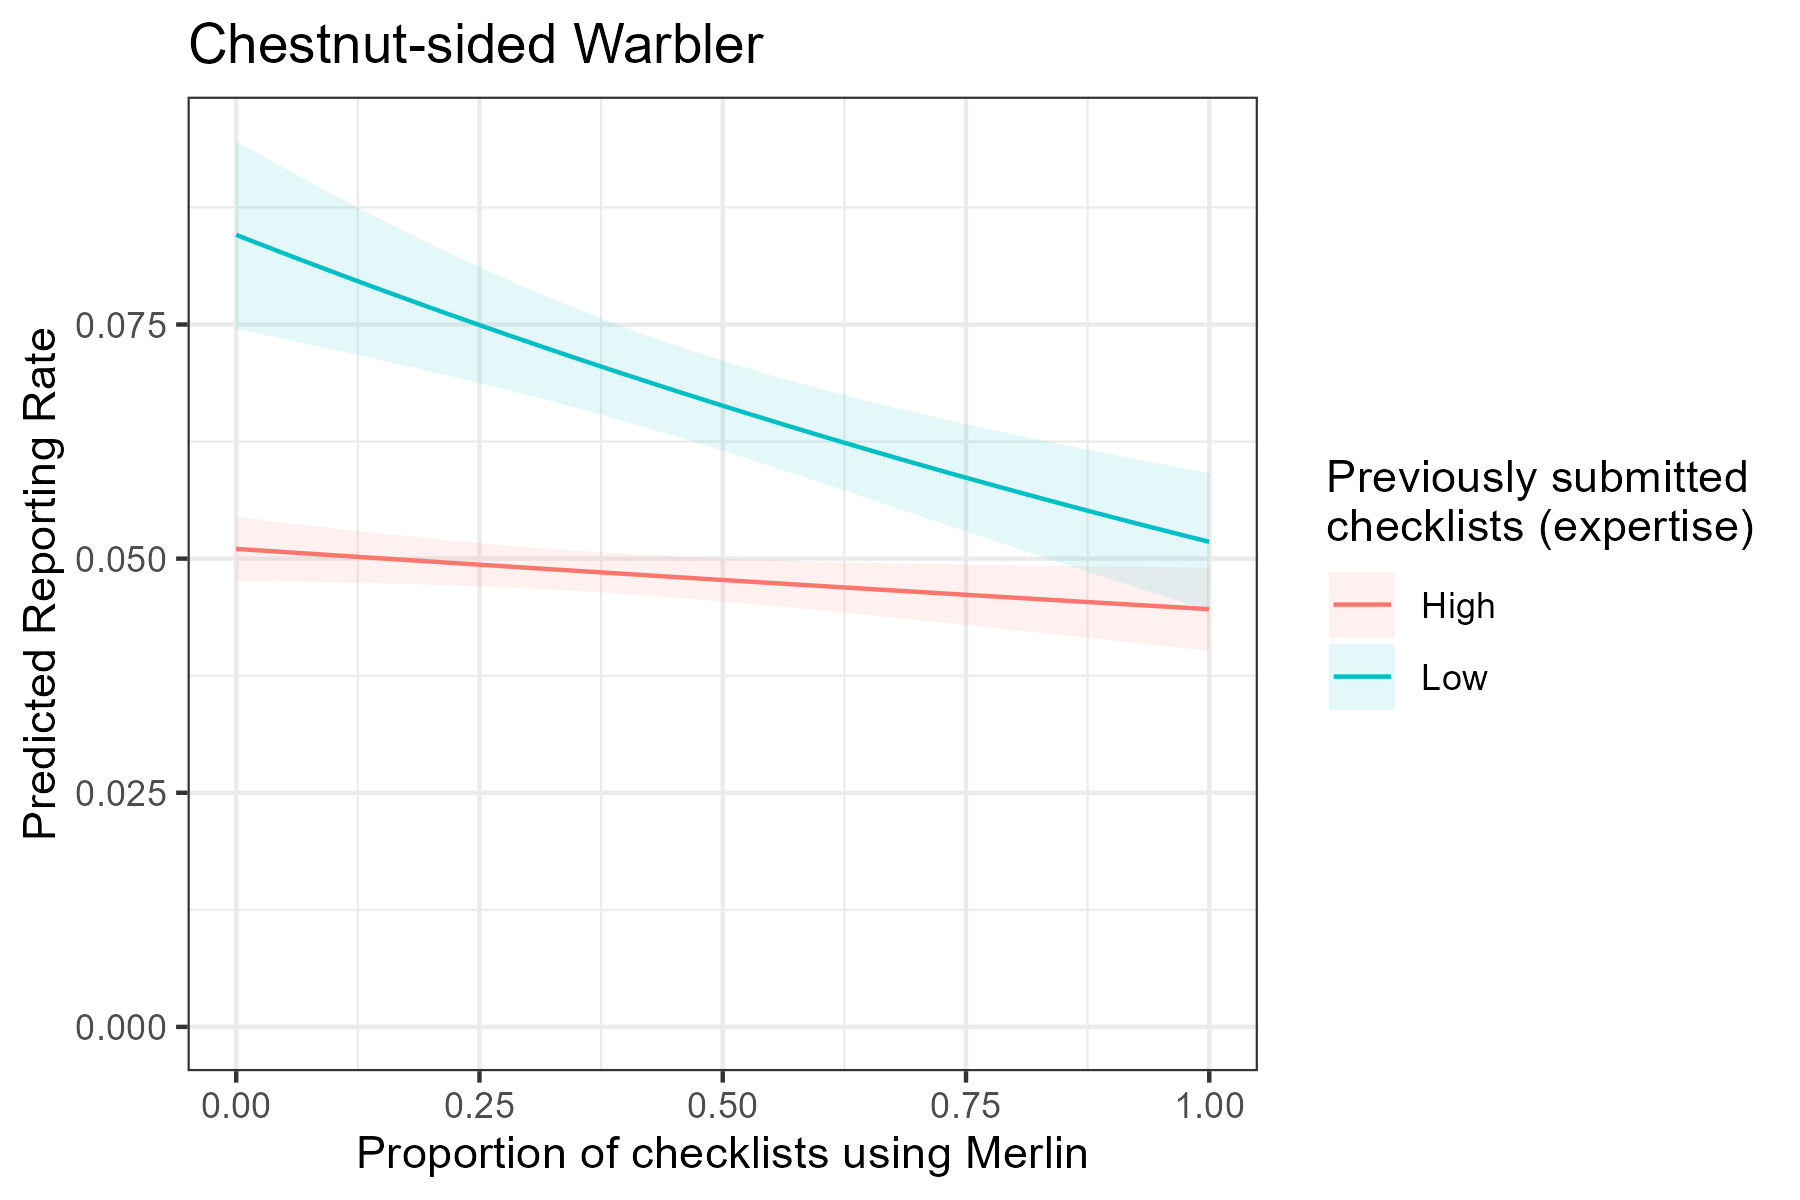 Chestnut-sided Warbler
Predicted Reporting Rate
0.075
0.050
0.025
0.000
0.00 0.25 0.50 0.75 1.00
Proportion of checklists using Merlin
Previously submitted
checklists (expertise)
High
Low